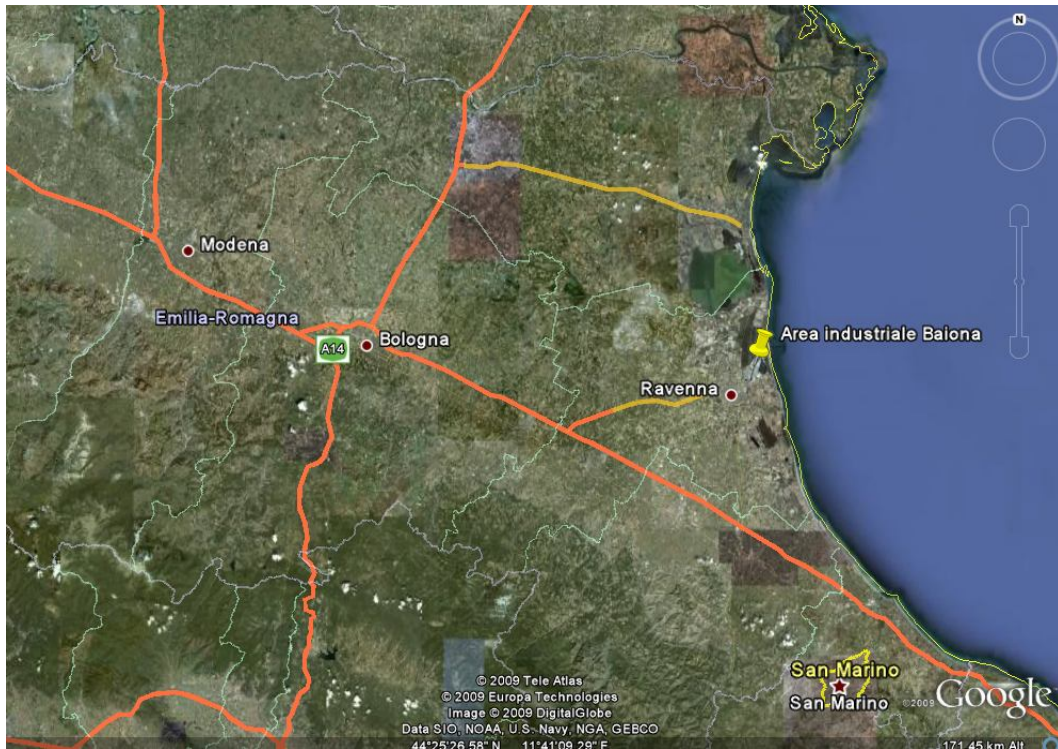 N
Modena
Emilia-Romagna
A14
Bologna
Area industriale Baiona
Ravenna
San Marino
San Marino
© 2009 Tele Atlas
© 2009 Europa Technologies
Image © 2009 DigitalGlobe
Data SIO, NOAA, U.S. Navy, NGA, GEBCO
©2009 Google
44°25'26.58" N 11°41'09.29" E
171.45 km Alt